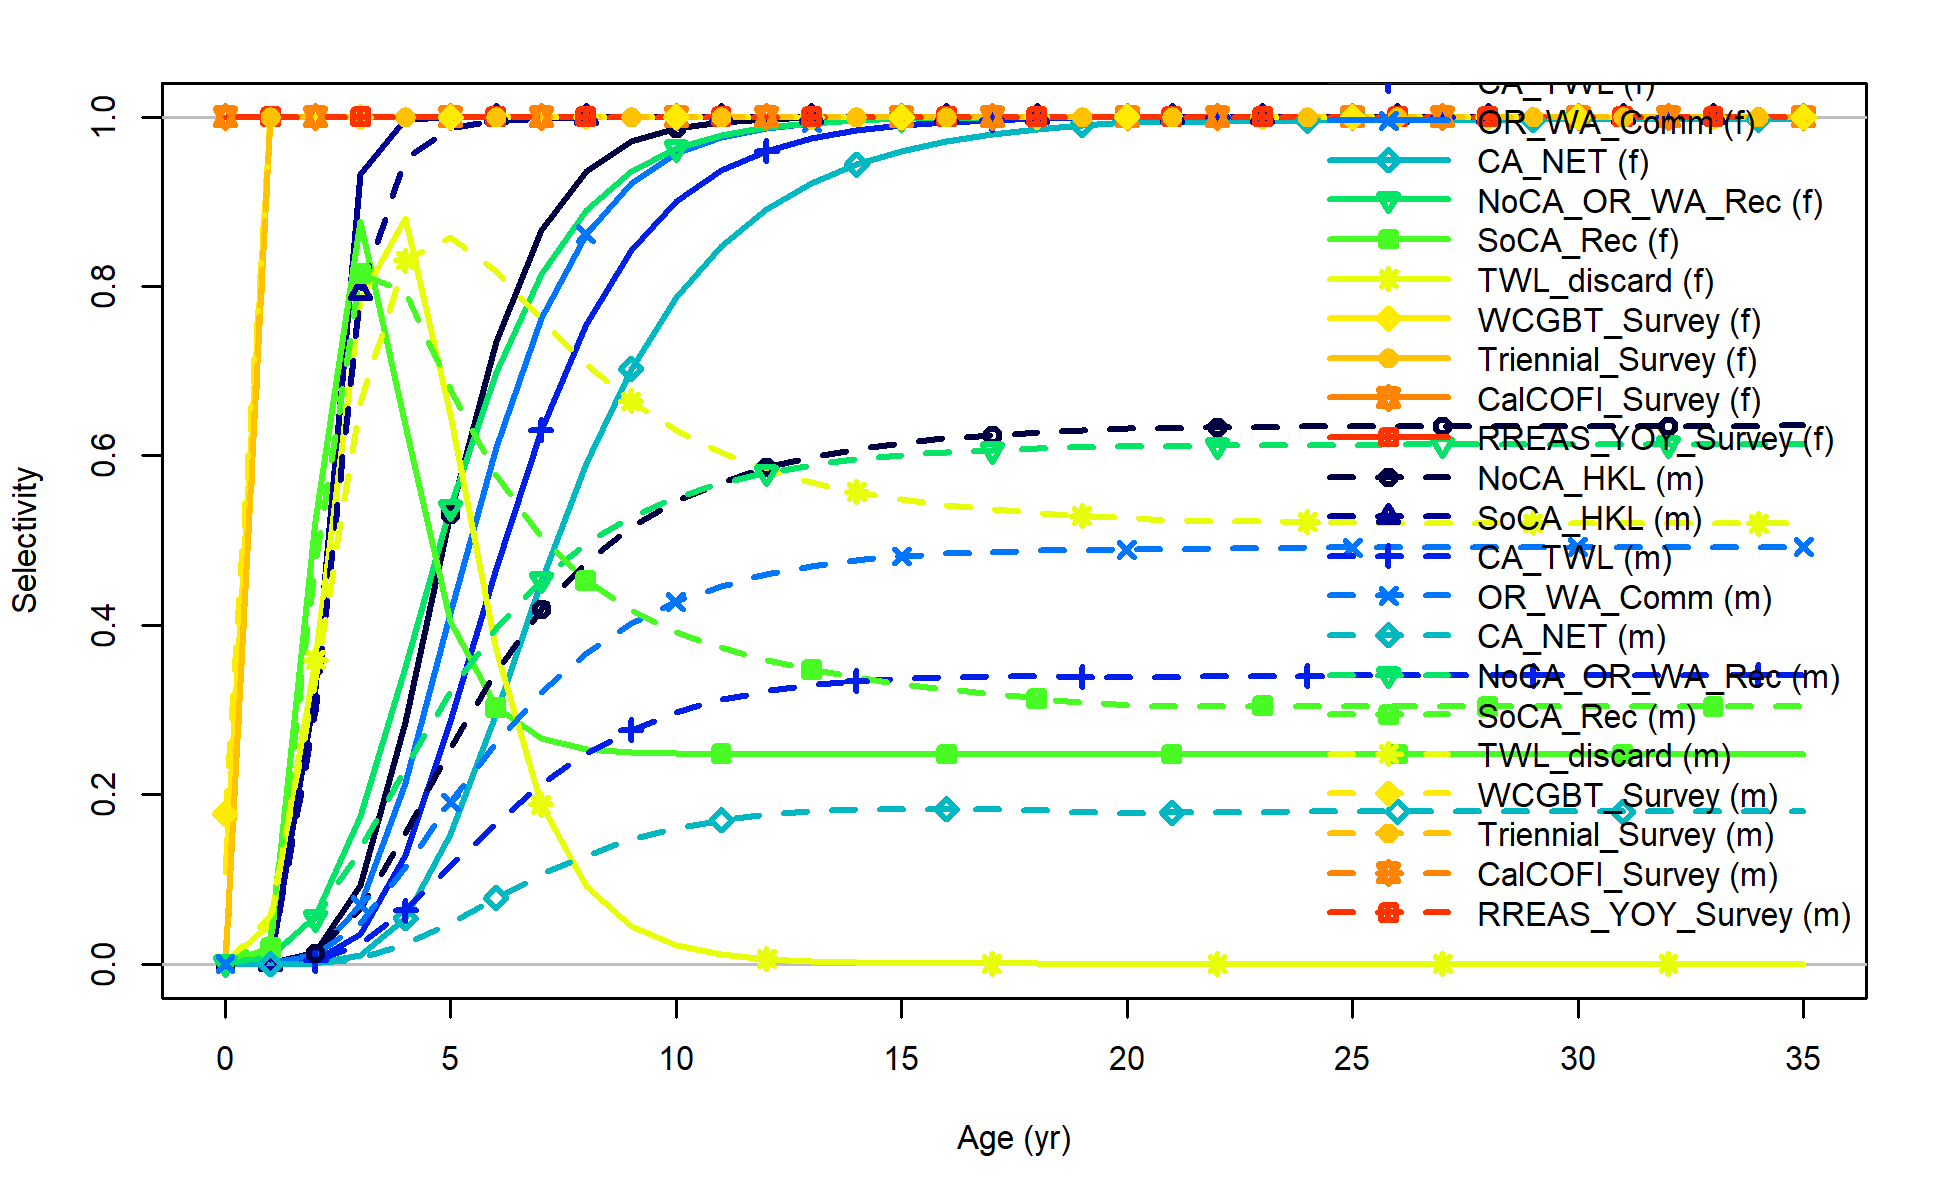 CA_TWL (f)
OR_WA_Comm (f)
CA_NET (f)
NoCA_OR_WA_Rec (f)
SoCA_Rec (f)
TWL_discard (f)
WCGBT_Survey (f)
Triennial_Survey (f)
CalCOFI_Survey (f)
RREAS_YOY_Survey (f)
NoCA_HKL (m)
SoCA_HKL (m)
CA_TWL (m)
OR_WA_Comm (m)
CA_NET (m)
NoCA_OR_WA_Rec (m)
SoCA_Rec (m)
TWL_discard (m)
WCGBT_Survey (m)
Triennial_Survey (m)
CalCOFI_Survey (m)
RREAS_YOY_Survey (m)
1.0
0.8
0.6
0.4
0.2
0.0
Selectivity
0 5 10 15 20 25 30 35
Age (yr)